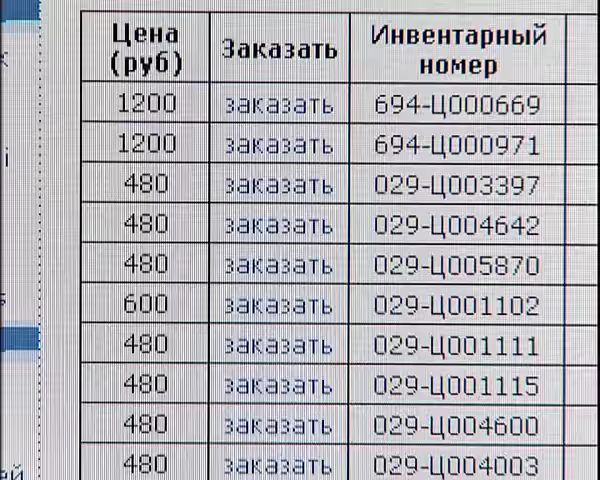 Цена (руб) Заказать Инвентарный номер
1200 заказать 694-Ц000669
1200 заказать 694-Ц000971
480 заказать 029-Ц003397
480 заказать 029-Ц004642
480 заказать 029-Ц005870
600 заказать 029-Ц001102
480 заказать 029-Ц001111
480 заказать 029-Ц001115
480 заказать 029-Ц004600
480 заказать 029-Ц004003